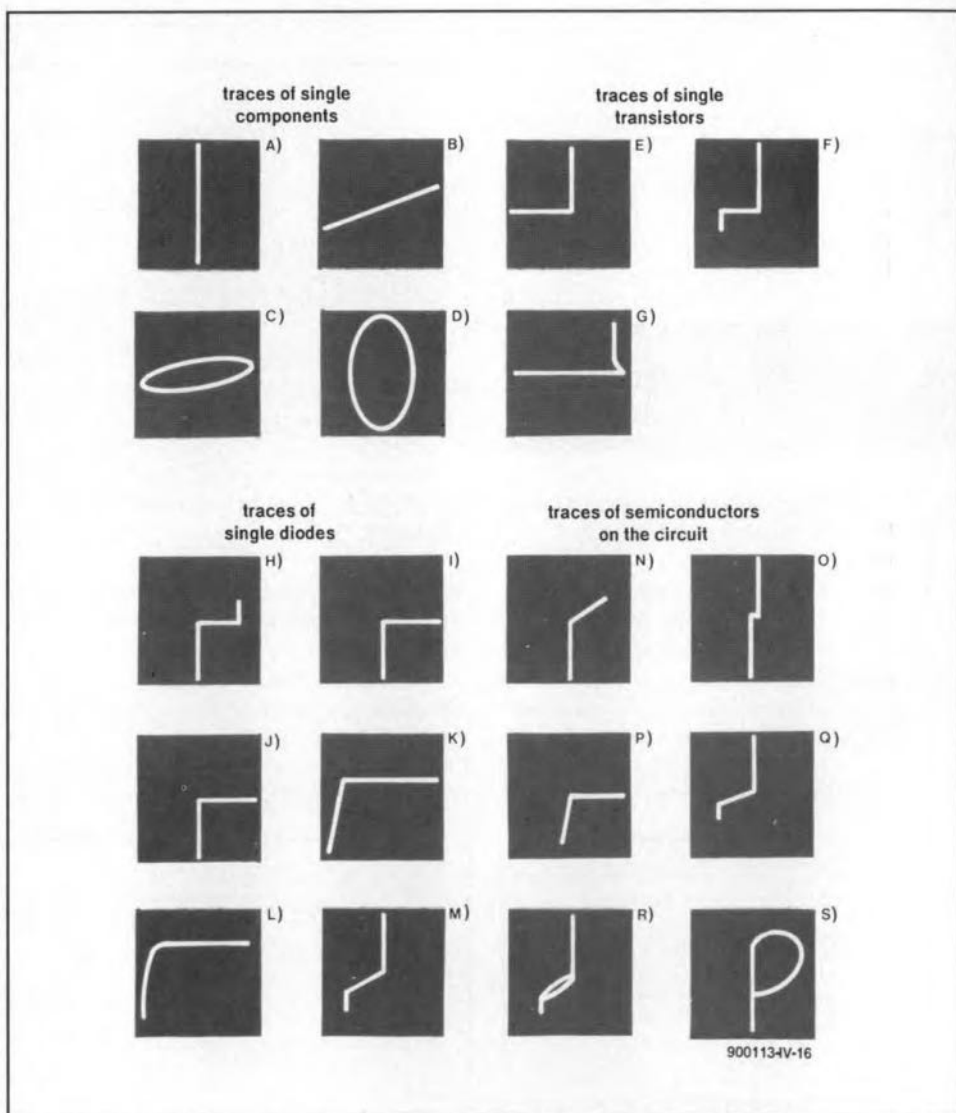 traces of single
components
traces of single
transistors
A)
B)
E)
F)
C)
D)
G)
traces of
single diodes
traces of semiconductors
on the circuit
H)
I)
N)
O)
J)
K)
P)
Q)
L)
M)
R)
S)
900113-IV-16